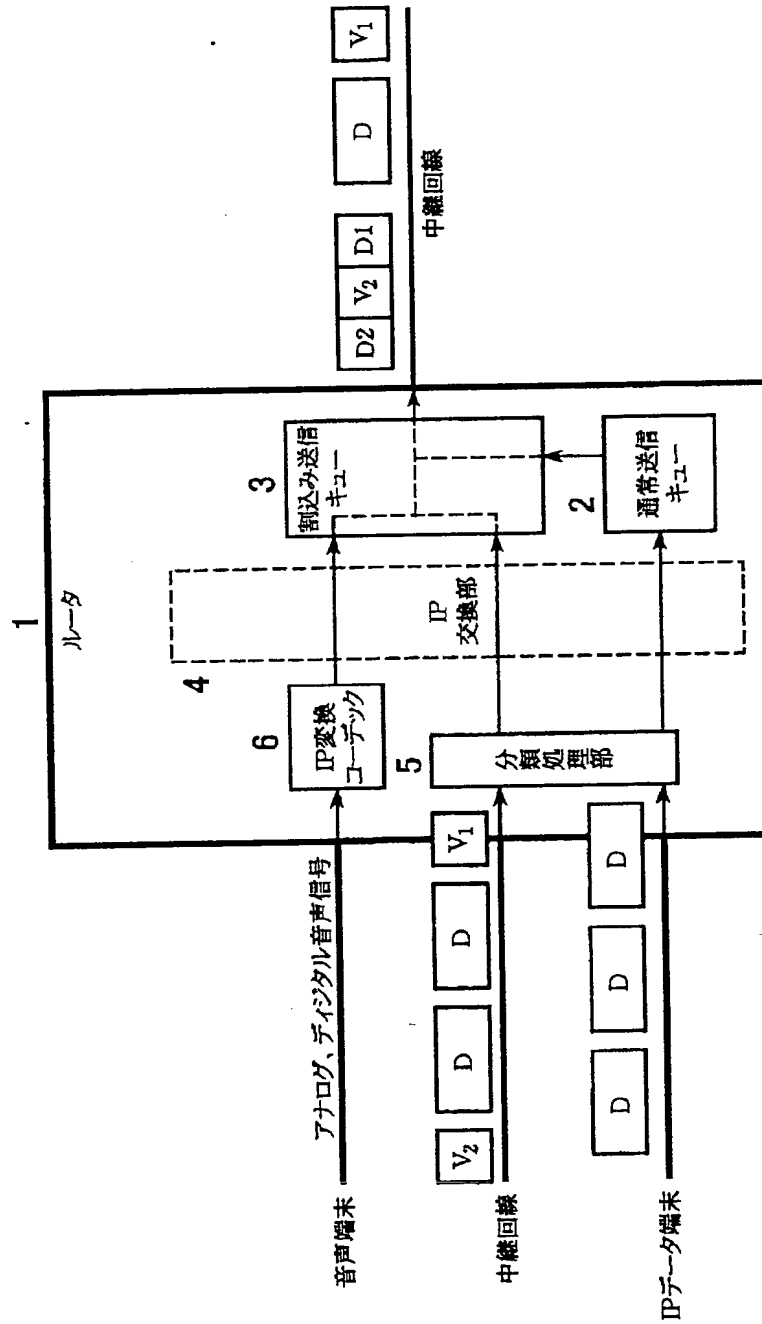 1
ルータ
音声端末
アナログ、ディジタル音声信号
6
IP変換
コーデック
4
IP
交換部
3
割込み送信
キュー
D2
V₂
D1
D
V₁
中継回線
中継回線
V₂
D
D
V₁
5
分類処理部
2
通常送信
キュー
IPデータ端末
D
D
D